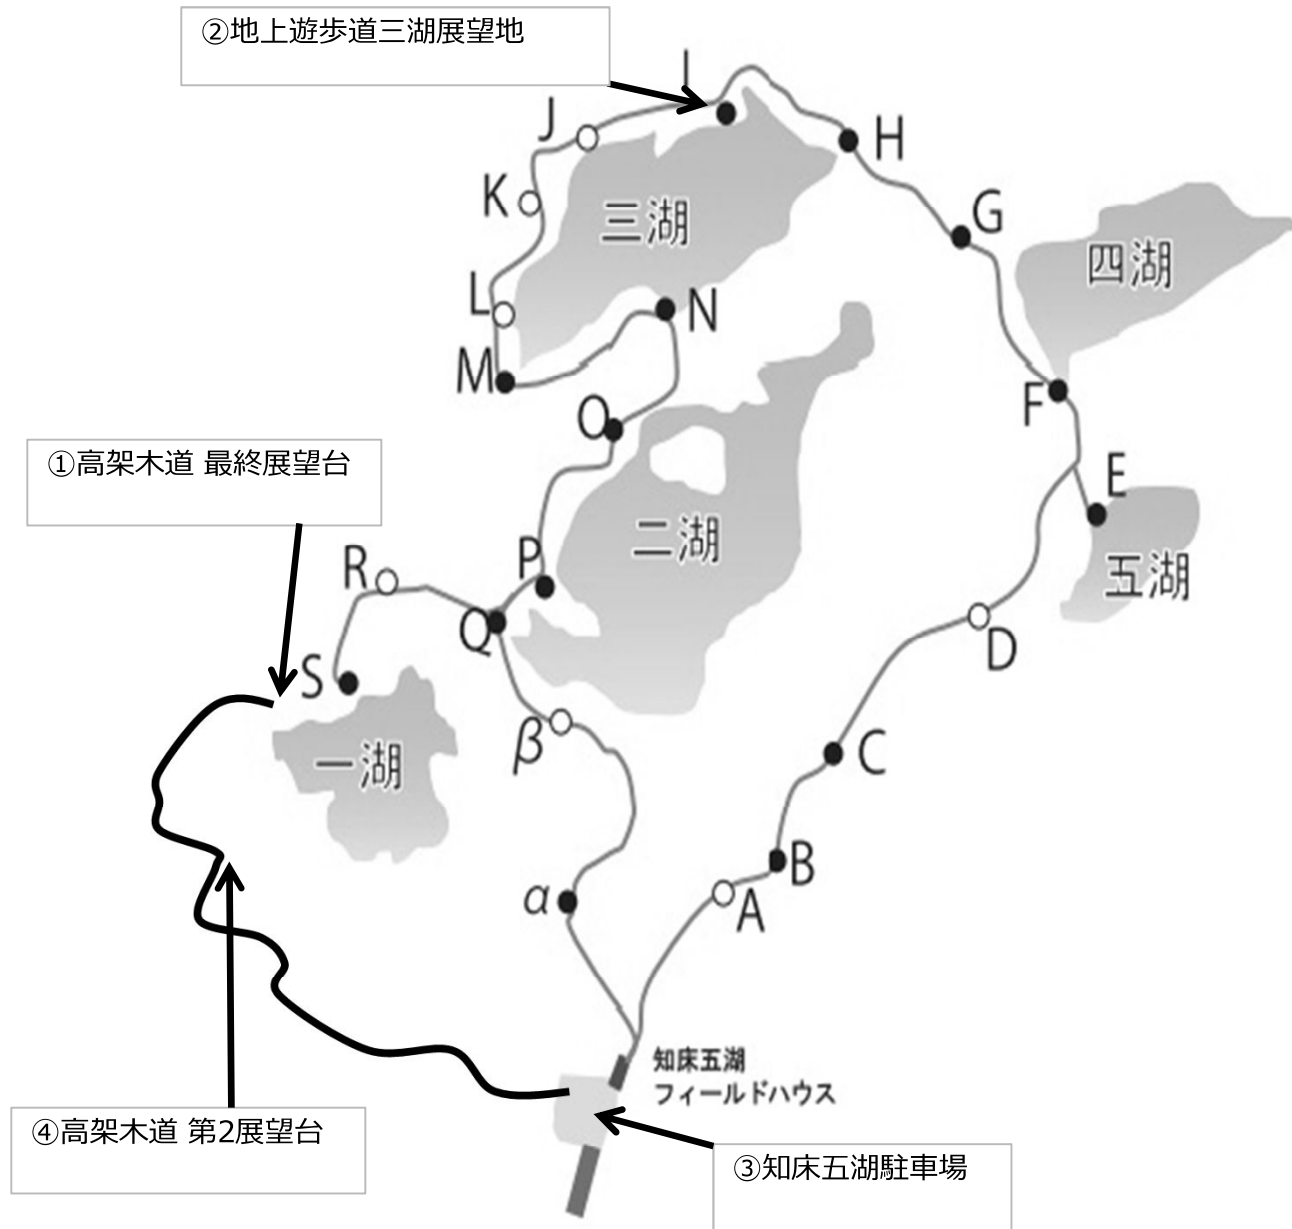 ②地上遊歩道三湖展望地
I
J
H
K
三湖
G
四湖
L
N
M
F
O
①高架木道 最終展望台
E
二湖
五湖
R
P
Q
D
S
β
一湖
C
B
α
A
知床五湖
フィールドハウス
④高架木道 第2展望台
③知床五湖駐車場